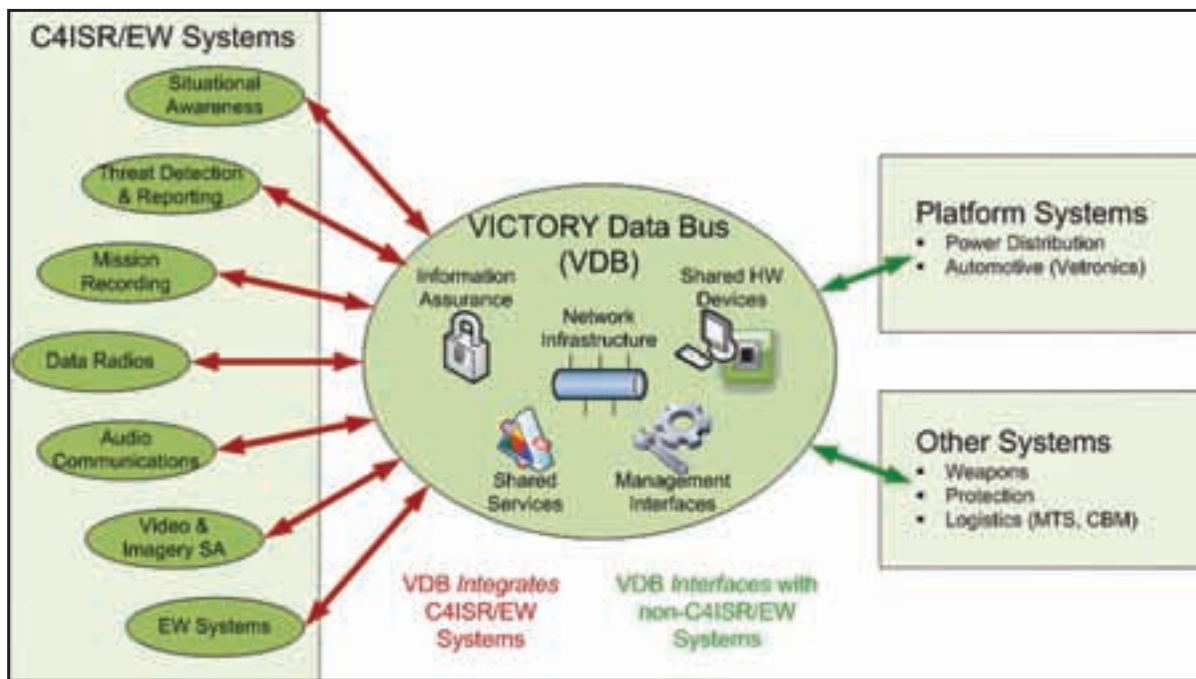 C4ISR/EW Systems
Situational
Awareness
Threat Detection
& Reporting
Mission
Recording
Data Radios
Audio
Communications
Video &
Imagery SA
EW Systems
VICTORY Data Bus
(VDB)
Information
Assurance
Shared HW
Devices
Network
Infrastructure
Shared
Services
Management
Interfaces
VDB Integrates
C4ISR/EW
Systems
VDB Interfaces with
non-C4ISR/EW
Systems
Platform Systems
▪ Power Distribution
▪ Automotive (Vetronics)
Other Systems
▪ Weapons
▪ Protection
▪ Logistics (MTS, CBM)